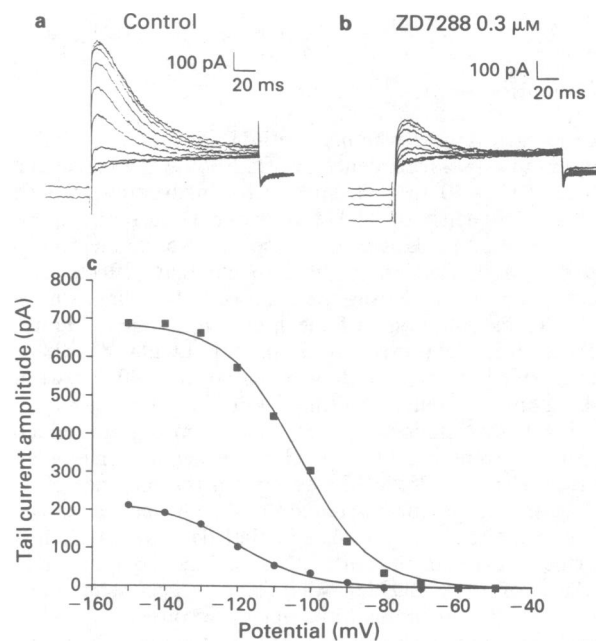 a Control
100 pA
20 ms
b ZD7288 0.3 µM
100 pA
20 ms
c
Tail current amplitude (pA)
800
700
600
500
400
300
200
100
0
−160 −140 −120 −100 −80 −60 −40
Potential (mV)